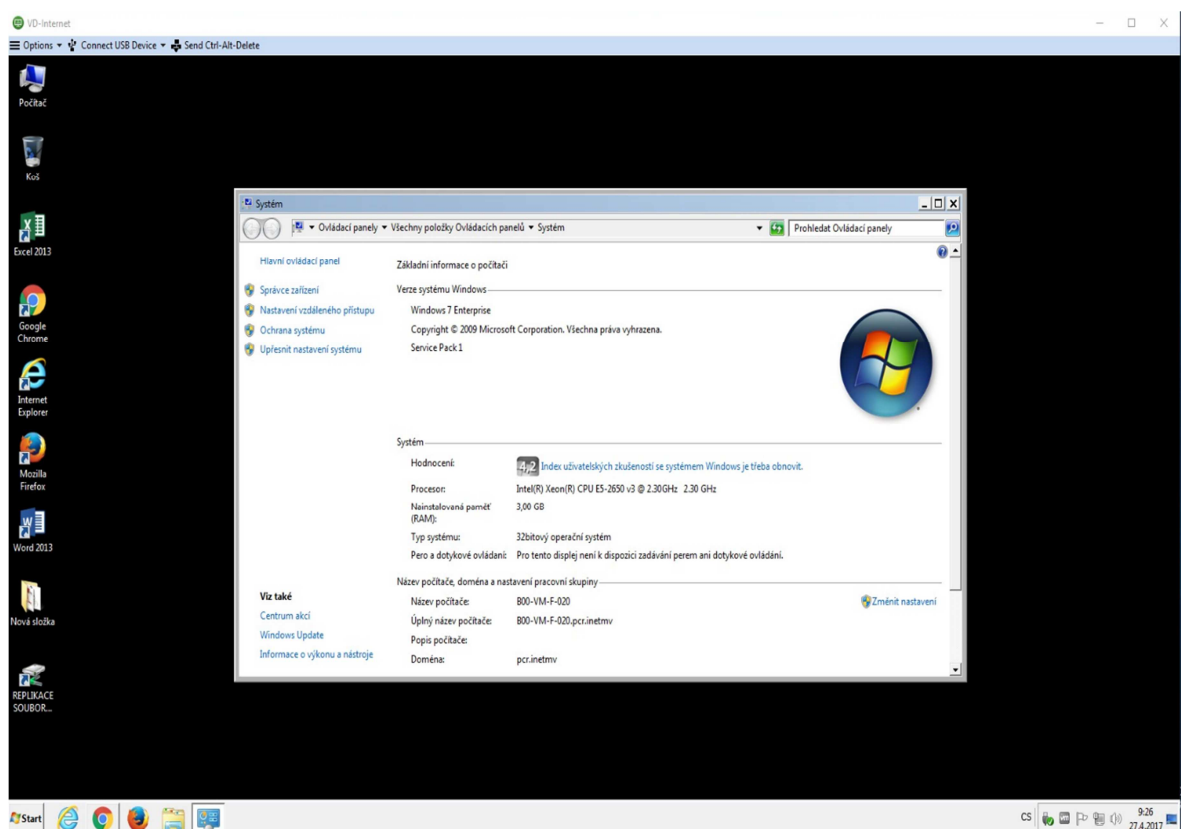 VD-Internet
Options Connect USB Device Send Ctrl-Alt-Delete
Počítač
Koš
Excel 2013
Google
Chrome
Internet
Explorer
Mozilla
Firefox
Word 2013
Nová složka
REPLIKACE
SOUBOR...
Systém
Ovládací panely Všechny položky Ovládacích panelů Systém
Prohledat Ovládací panely
Hlavní ovládací panel
Správce zařízení
Nastavení vzdáleného přístupu
Ochrana systému
Upřesnit nastavení systému
Základní informace o počítači
Verze systému Windows
Windows 7 Enterprise
Copyright © 2009 Microsoft Corporation. Všechna práva vyhrazena.
Service Pack 1
Systém
Hodnocení: 4,2 Index uživatelských zkušeností se systémem Windows je třeba obnovit.
Procesor: Intel(R) Xeon(R) CPU E5-2650 v3 @ 2.30GHz 2.30 GHz
Nainstalovaná paměť 3,00 GB
(RAM):
Typ systému: 32bitový operační systém
Pero a dotykové ovládání: Pro tento displej není k dispozici zadávání perem ani dotykové ovládání.
Název počítače, doména a nastavení pracovní skupiny
Název počítače: B00-VM-F-020 Změnit nastavení
Úplný název počítače: B00-VM-F-020.pcr.inetmv
Popis počítače:
Doména: pcr.inetmv
Viz také
Centrum akcí
Windows Update
Informace o výkonu a nástroje
Start
CS
9:26
27.4.2017